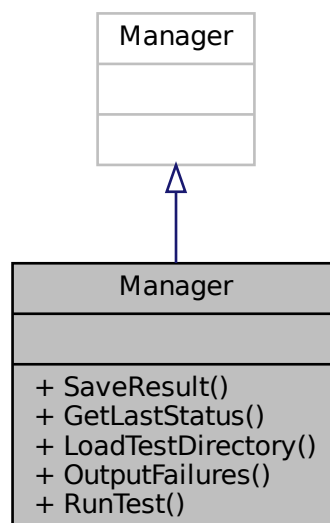 Manager
Manager
+ SaveResult()
+ GetLastStatus()
+ LoadTestDirectory()
+ OutputFailures()
+ RunTest()